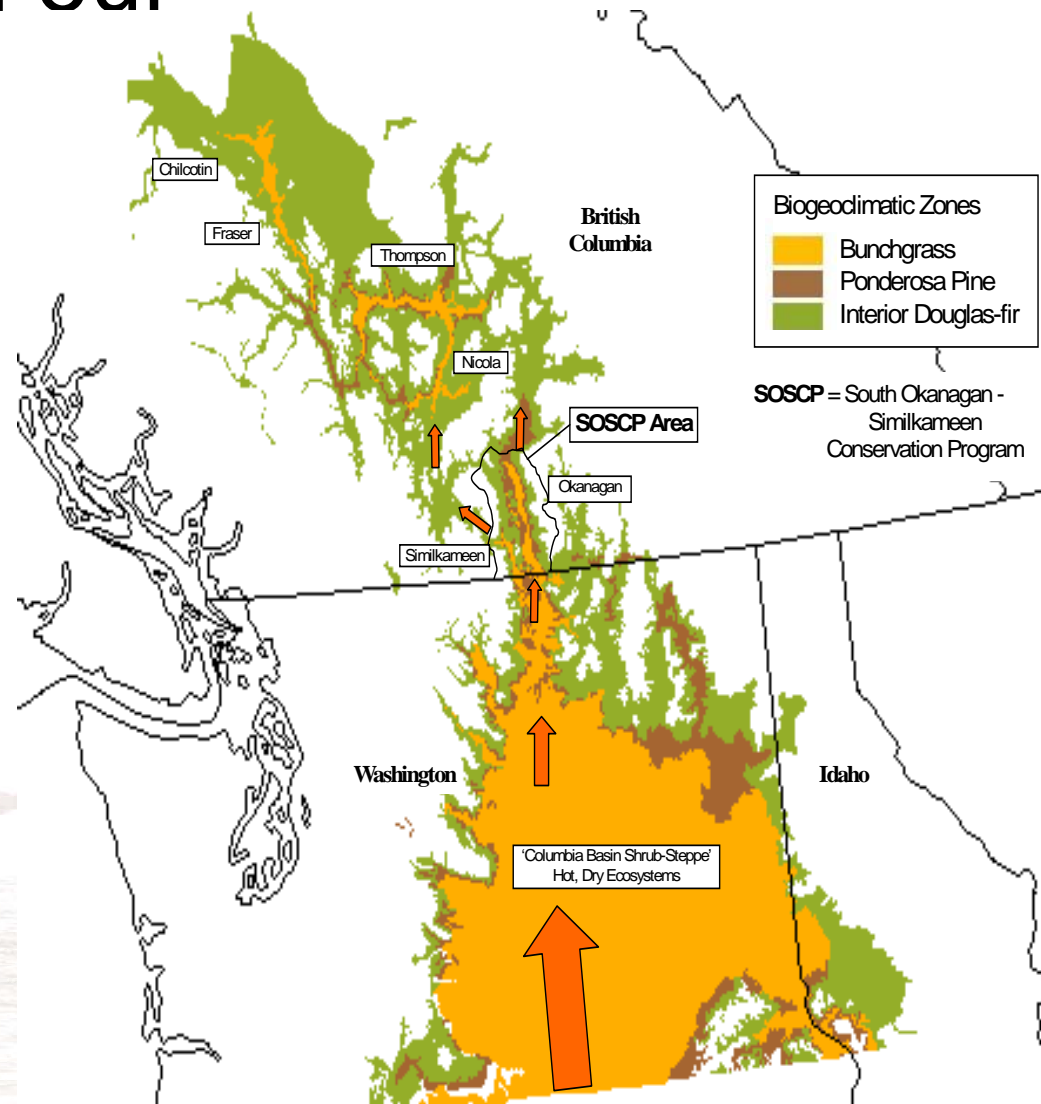 Chilcotin
Fraser
Thompson
British
Columbia
Biogeoclimatic Zones
Bunchgrass
Ponderosa Pine
Interior Douglas-fir
Nicola
SOSCP = South Okanagan -
Similkameen
Conservation Program
SOSCP Area
Okanagan
Similkameen
Washington
Idaho
'Columbia Basin Shrub-Steppe'
Hot, Dry Ecosystems